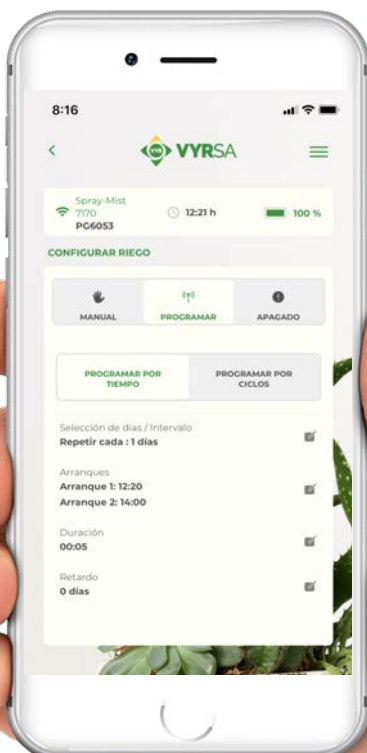 8:16
VYR VYRSA
Spray-Mist
7170
PG6053
12:21 h
100 %
CONFIGURAR RIEGO
MANUAL
PROGRAMAR
APAGADO
PROGRAMAR POR
TIEMPO
PROGRAMAR POR
CICLOS
Selección de días / Intervalo
Repetir cada : 1 días
Arranques
Arranque 1: 12:20
Arranque 2: 14:00
Duración
00:05
Retardo
0 días